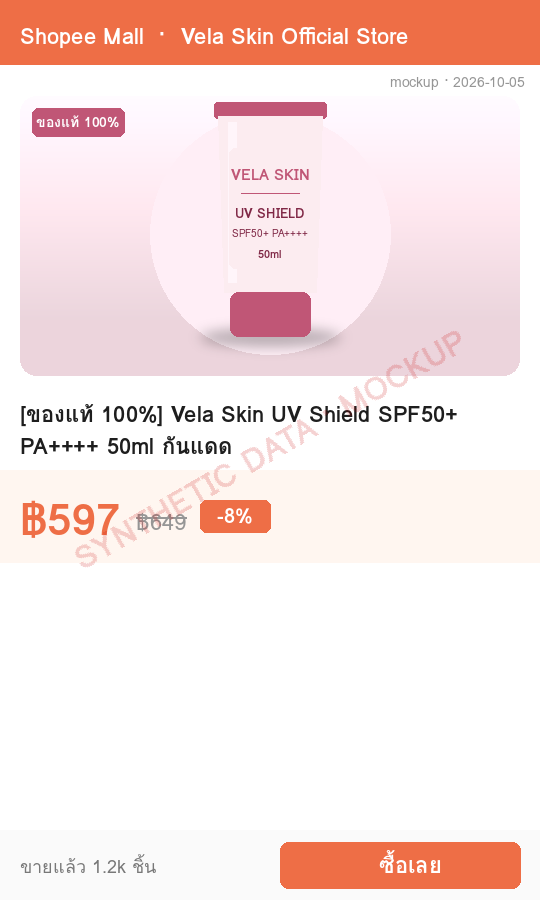 Shopee Mall · Vela Skin Official Store
mockup · 2026-10-05
ของแท้ 100%
VELA SKIN
UV SHIELD
SPF50+ PA++++
50ml
[ของแท้ 100%] Vela Skin UV Shield SPF50+
PA++++ 50ml กันแดด
฿597 ฿649 -8%
SYNTHETIC DATA · MOCKUP
ขายแล้ว 1.2k ชิ้น
ซื้อเลย